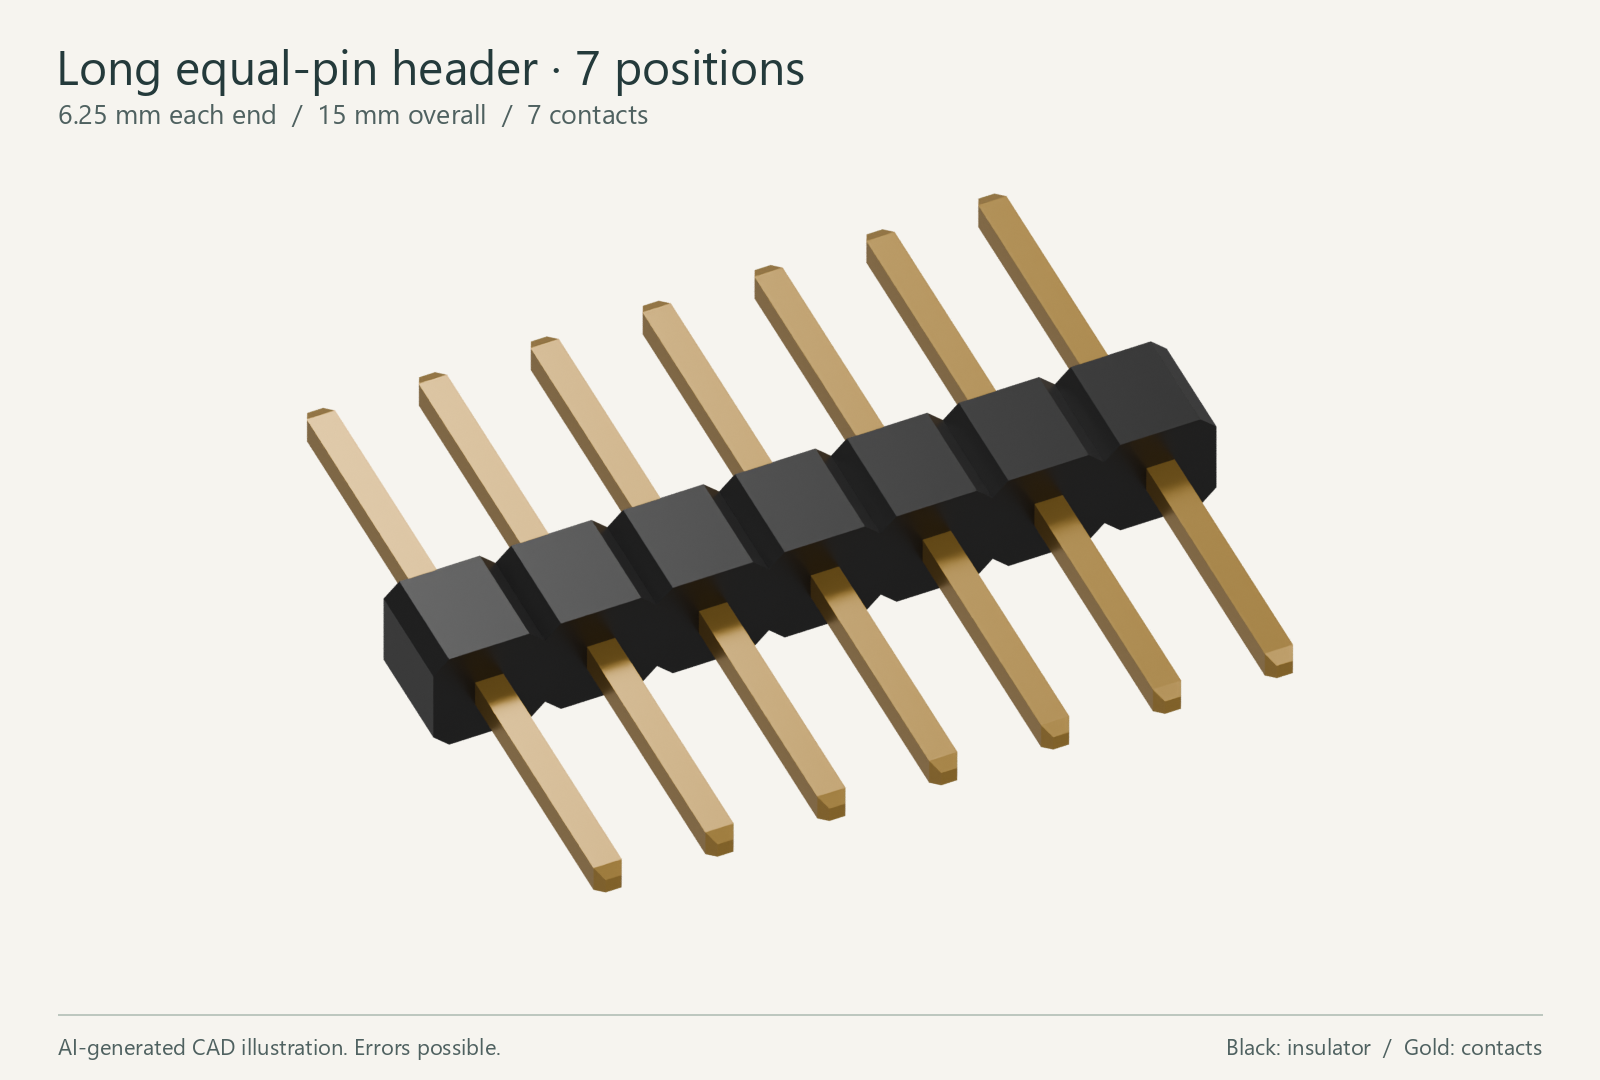 Long equal-pin header · 7 positions
6.25 mm each end / 15 mm overall / 7 contacts
AI-generated CAD illustration. Errors possible.
Black: insulator / Gold: contacts